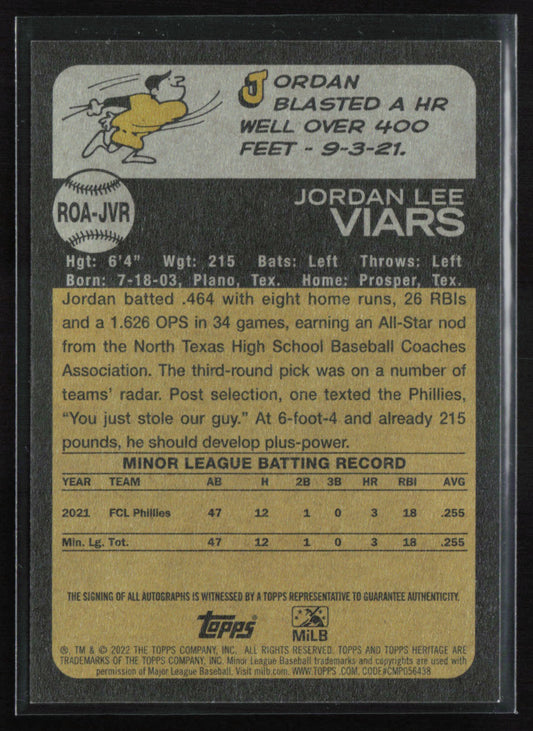 JORDAN
BLASTED A HR
WELL OVER 400
FEET - 9-3-21.
ROA-JVR
JORDAN LEE
VIARS
Hgt: 6'4" Wgt: 215 Bats: Left Throws: Left
Born: 7-18-03, Plano, Tex. Home: Prosper, Tex.
Jordan batted .464 with eight home runs, 26 RBIs
and a 1.626 OPS in 34 games, earning an All-Star nod
from the North Texas High School Baseball Coaches
Association. The third-round pick was on a number of
teams' radar. Post selection, one texted the Phillies,
"You just stole our guy." At 6-foot-4 and already 215
pounds, he should develop plus-power.
MINOR LEAGUE BATTING RECORD
YEAR TEAM AB H 2B 3B HR RBI AVG
2021 FCL Phillies 47 12 1 0 3 18 .255
Min. Lg. Tot. 47 12 1 0 3 18 .255
THE SIGNING OF ALL AUTOGRAPHS IS WITNESSED BY A TOPPS REPRESENTATIVE TO GUARANTEE AUTHENTICITY.
topps MiLB
®, TM & © 2022 THE TOPPS COMPANY, INC. ALL RIGHTS RESERVED. TOPPS AND TOPPS HERITAGE ARE
TRADEMARKS OF THE TOPPS COMPANY, INC. Minor League Baseball trademarks and copyrights are used with
permission of Major League Baseball. Visit milb.com. WWW.TOPPS.COM. CODE#CMP056438